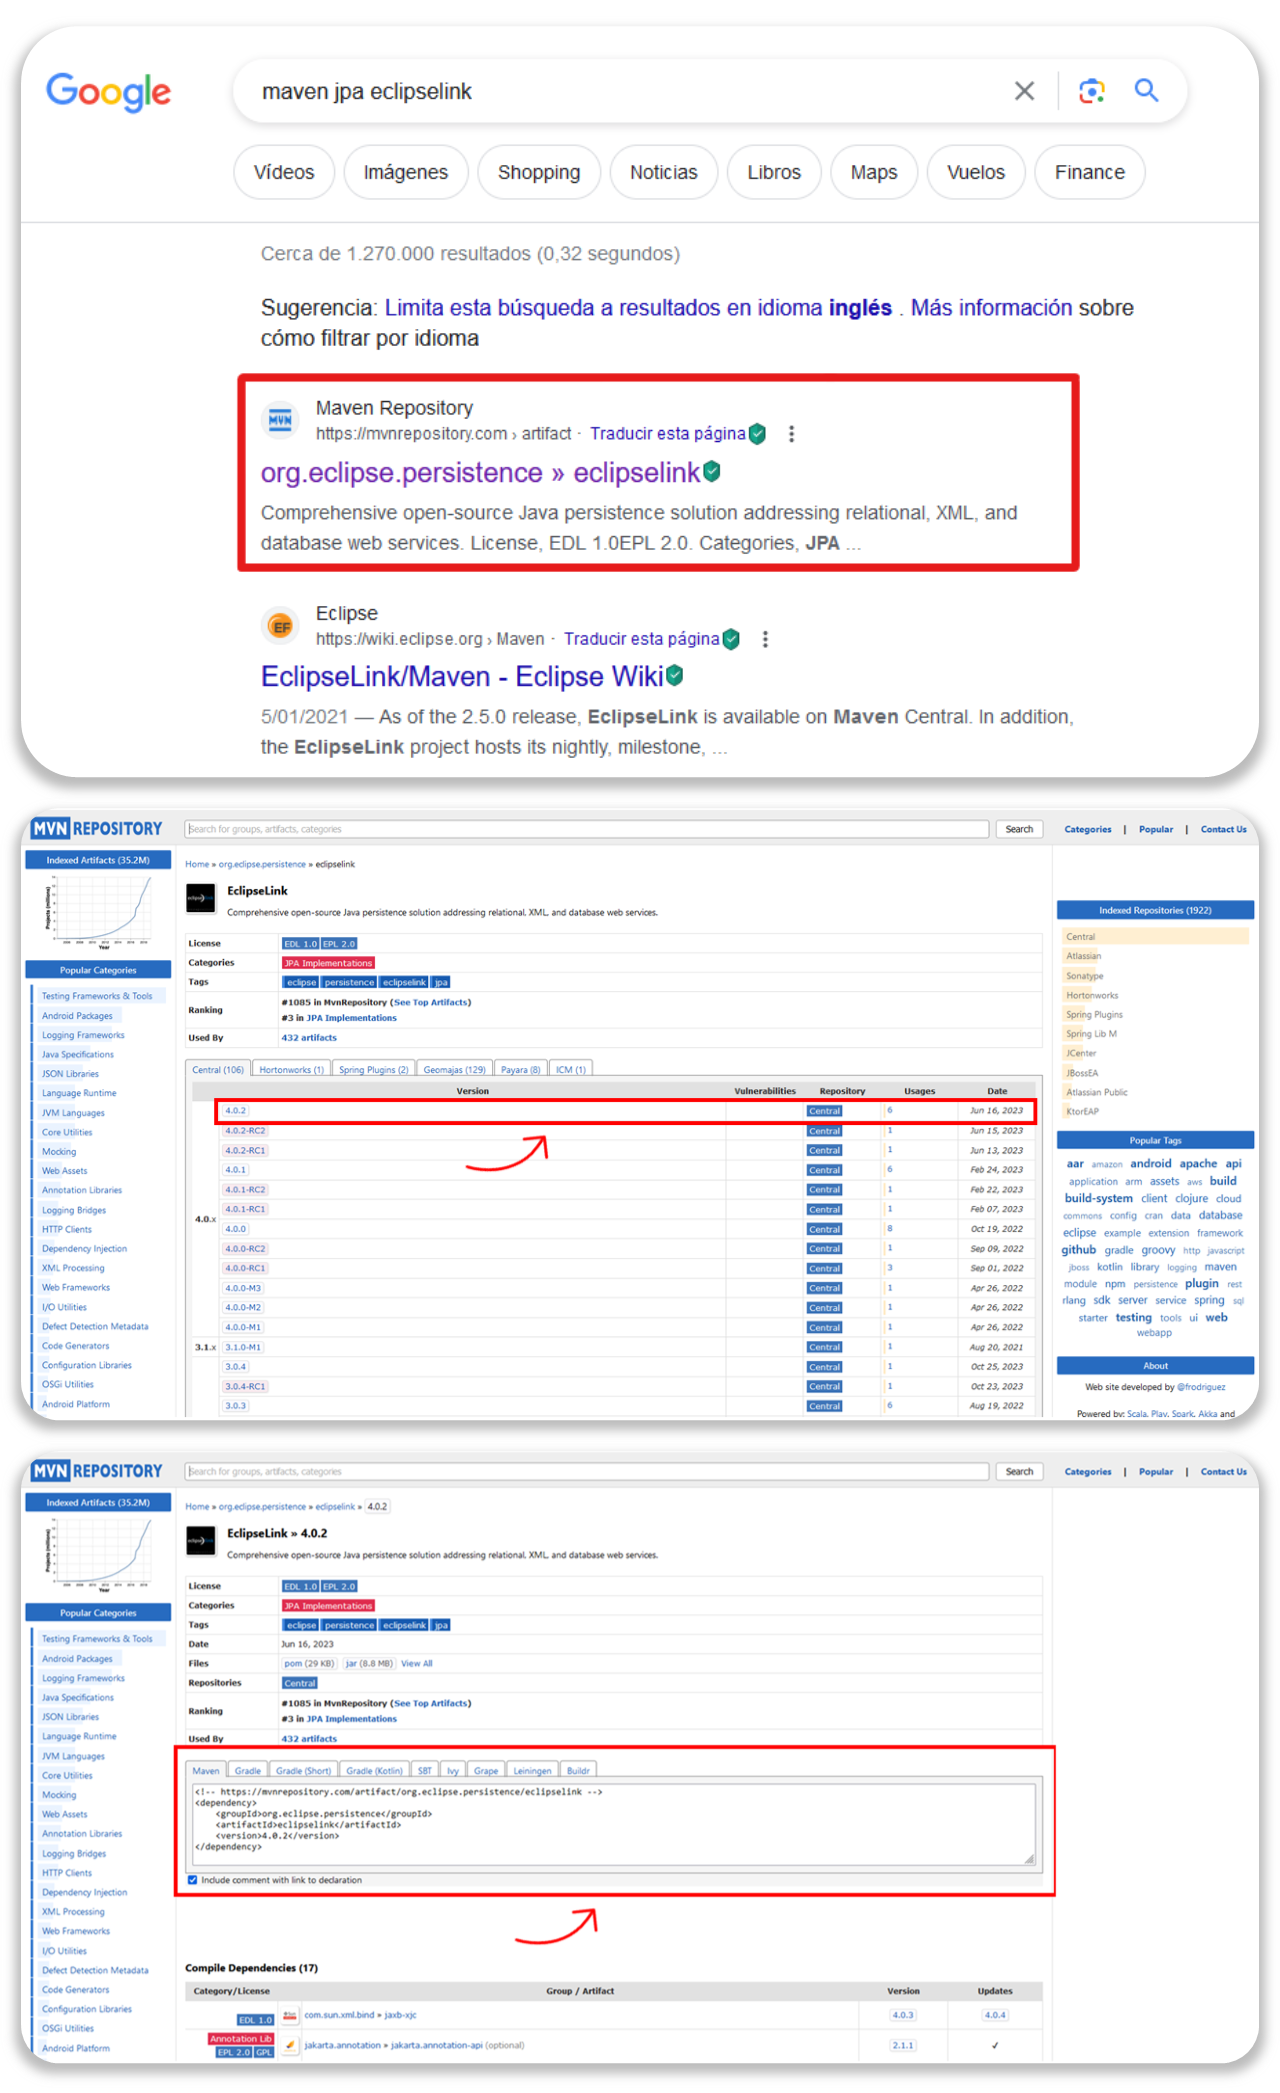 Google
maven jpa eclipselink
Vídeos Imágenes Shopping Noticias Libros Maps Vuelos Finance
Cerca de 1.270.000 resultados (0,32 segundos)
Sugerencia: Limita esta búsqueda a resultados en idioma inglés . Más información sobre
cómo filtrar por idioma
MVN
Maven Repository
https://mvnrepository.com › artifact · Traducir esta página
org.eclipse.persistence » eclipselink
Comprehensive open-source Java persistence solution addressing relational, XML, and
database web services. License, EDL 1.0EPL 2.0. Categories, JPA ...
EF
Eclipse
https://wiki.eclipse.org › Maven · Traducir esta página
EclipseLink/Maven - Eclipse Wiki
5/01/2021 — As of the 2.5.0 release, EclipseLink is available on Maven Central. In addition,
the EclipseLink project hosts its nightly, milestone, ...
MVN REPOSITORY
Search for groups, artifacts, categories
Search
Categories | Popular | Contact Us
Indexed Artifacts (35.2M)
Projects (millions)
Year
Popular Categories
Testing Frameworks & Tools
Android Packages
Logging Frameworks
Java Specifications
JSON Libraries
Language Runtime
JVM Languages
Core Utilities
Mocking
Web Assets
Annotation Libraries
Logging Bridges
HTTP Clients
Dependency Injection
XML Processing
Web Frameworks
I/O Utilities
Defect Detection Metadata
Code Generators
Configuration Libraries
OSGi Utilities
Android Platform
Home » org.eclipse.persistence » eclipselink
EclipseLink
Comprehensive open-source Java persistence solution addressing relational, XML, and database web services.
License EDL 1.0 EPL 2.0
Categories JPA Implementations
Tags eclipse persistence eclipselink jpa
Ranking #1085 in MvnRepository (See Top Artifacts)
#3 in JPA Implementations
Used By 432 artifacts
Central (106) Hortonworks (1) Spring Plugins (2) Geomajas (129) Payara (8) ICM (1)
Version Vulnerabilities Repository Usages Date
4.0.2 Central 6 Jun 16, 2023
4.0.2-RC2 Central 1 Jun 15, 2023
4.0.2-RC1 Central 1 Jun 13, 2023
4.0.1 Central 6 Feb 24, 2023
4.0.1-RC2 Central 1 Feb 22, 2023
4.0.1-RC1 Central 1 Feb 07, 2023
4.0.x
4.0.0 Central 8 Oct 19, 2022
4.0.0-RC2 Central 1 Sep 09, 2022
4.0.0-RC1 Central 3 Sep 01, 2022
4.0.0-M3 Central 1 Apr 26, 2022
4.0.0-M2 Central 1 Apr 26, 2022
4.0.0-M1 Central 1 Apr 26, 2022
3.1.x 3.1.0-M1 Central 1 Aug 20, 2021
3.0.4 Central 1 Oct 25, 2023
3.0.4-RC1 Central 1 Oct 23, 2023
3.0.3 Central 6 Aug 19, 2022
Indexed Repositories (1922)
Central
Atlassian
Sonatype
Hortonworks
Spring Plugins
Spring Lib M
JCenter
JBossEA
Atlassian Public
KtorEAP
Popular Tags
aar amazon android apache api
application arm assets aws build
build-system client clojure cloud
commons config cran data database
eclipse example extension framework
github gradle groovy http javascript
jboss kotlin library logging maven
module npm persistence plugin rest
rlang sdk server service spring sql
starter testing tools ui web
webapp
About
Web site developed by @frodriguez
Powered by: Scala, Play, Spark, Akka and
MVN REPOSITORY
Search for groups, artifacts, categories
Search
Categories | Popular | Contact Us
Indexed Artifacts (35.2M)
Projects (millions)
Year
Popular Categories
Testing Frameworks & Tools
Android Packages
Logging Frameworks
Java Specifications
JSON Libraries
Language Runtime
JVM Languages
Core Utilities
Mocking
Web Assets
Annotation Libraries
Logging Bridges
HTTP Clients
Dependency Injection
XML Processing
Web Frameworks
I/O Utilities
Defect Detection Metadata
Code Generators
Configuration Libraries
OSGi Utilities
Android Platform
Home » org.eclipse.persistence » eclipselink » 4.0.2
EclipseLink » 4.0.2
Comprehensive open-source Java persistence solution addressing relational, XML, and database web services.
License EDL 1.0 EPL 2.0
Categories JPA Implementations
Tags eclipse persistence eclipselink jpa
Date Jun 16, 2023
Files pom (29 KB) jar (8.8 MB) View All
Repositories Central
Ranking #1085 in MvnRepository (See Top Artifacts)
#3 in JPA Implementations
Used By 432 artifacts
Maven Gradle Gradle (Short) Gradle (Kotlin) SBT Ivy Grape Leiningen Buildr
<!-- https://mvnrepository.com/artifact/org.eclipse.persistence/eclipselink -->
<dependency>
<groupId>org.eclipse.persistence</groupId>
<artifactId>eclipselink</artifactId>
<version>4.0.2</version>
</dependency>
Include comment with link to declaration
Compile Dependencies (17)
Category/License Group / Artifact Version Updates
EDL 1.0 com.sun.xml.bind » jaxb-xjc 4.0.3 4.0.4
Annotation Lib
EPL 2.0 GPL jakarta.annotation » jakarta.annotation-api (optional) 2.1.1 ✓